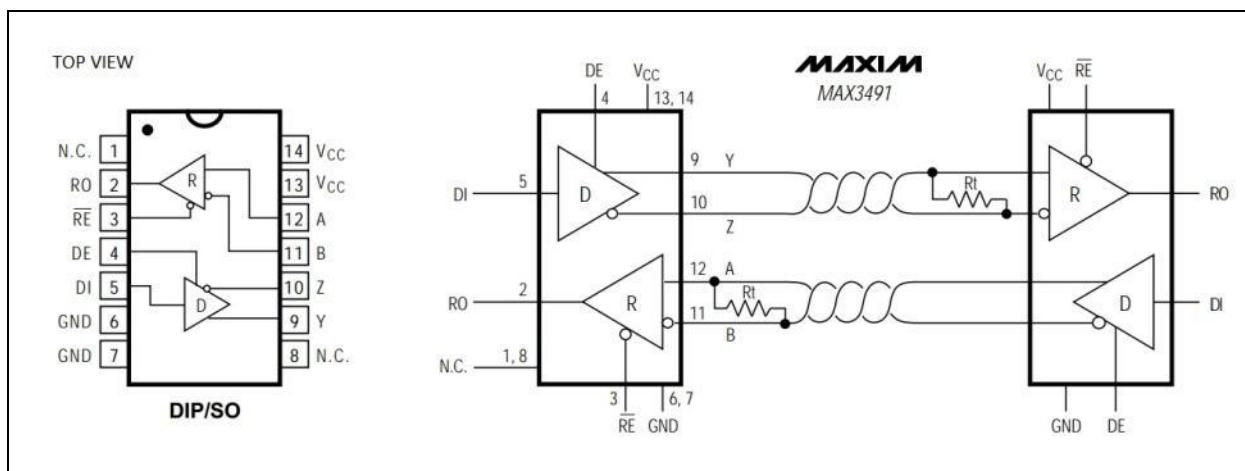 TOP VIEW
N.C. 1
RO 2
RE 3
DE 4
DI 5
GND 6
GND 7
14 VCC
13 VCC
12 A
11 B
10 Z
9 Y
8 N.C.
R
D
DIP/SO
MAXIM
MAX3491
DE
4
VCC
13, 14
DI
5
D
9 Y
10
Z
RO
2
R
12 A
11
B
N.C.
1, 8
3
RE
6, 7
GND
Rt
Rt
VCC
RE
R
RO
D
DI
GND
DE